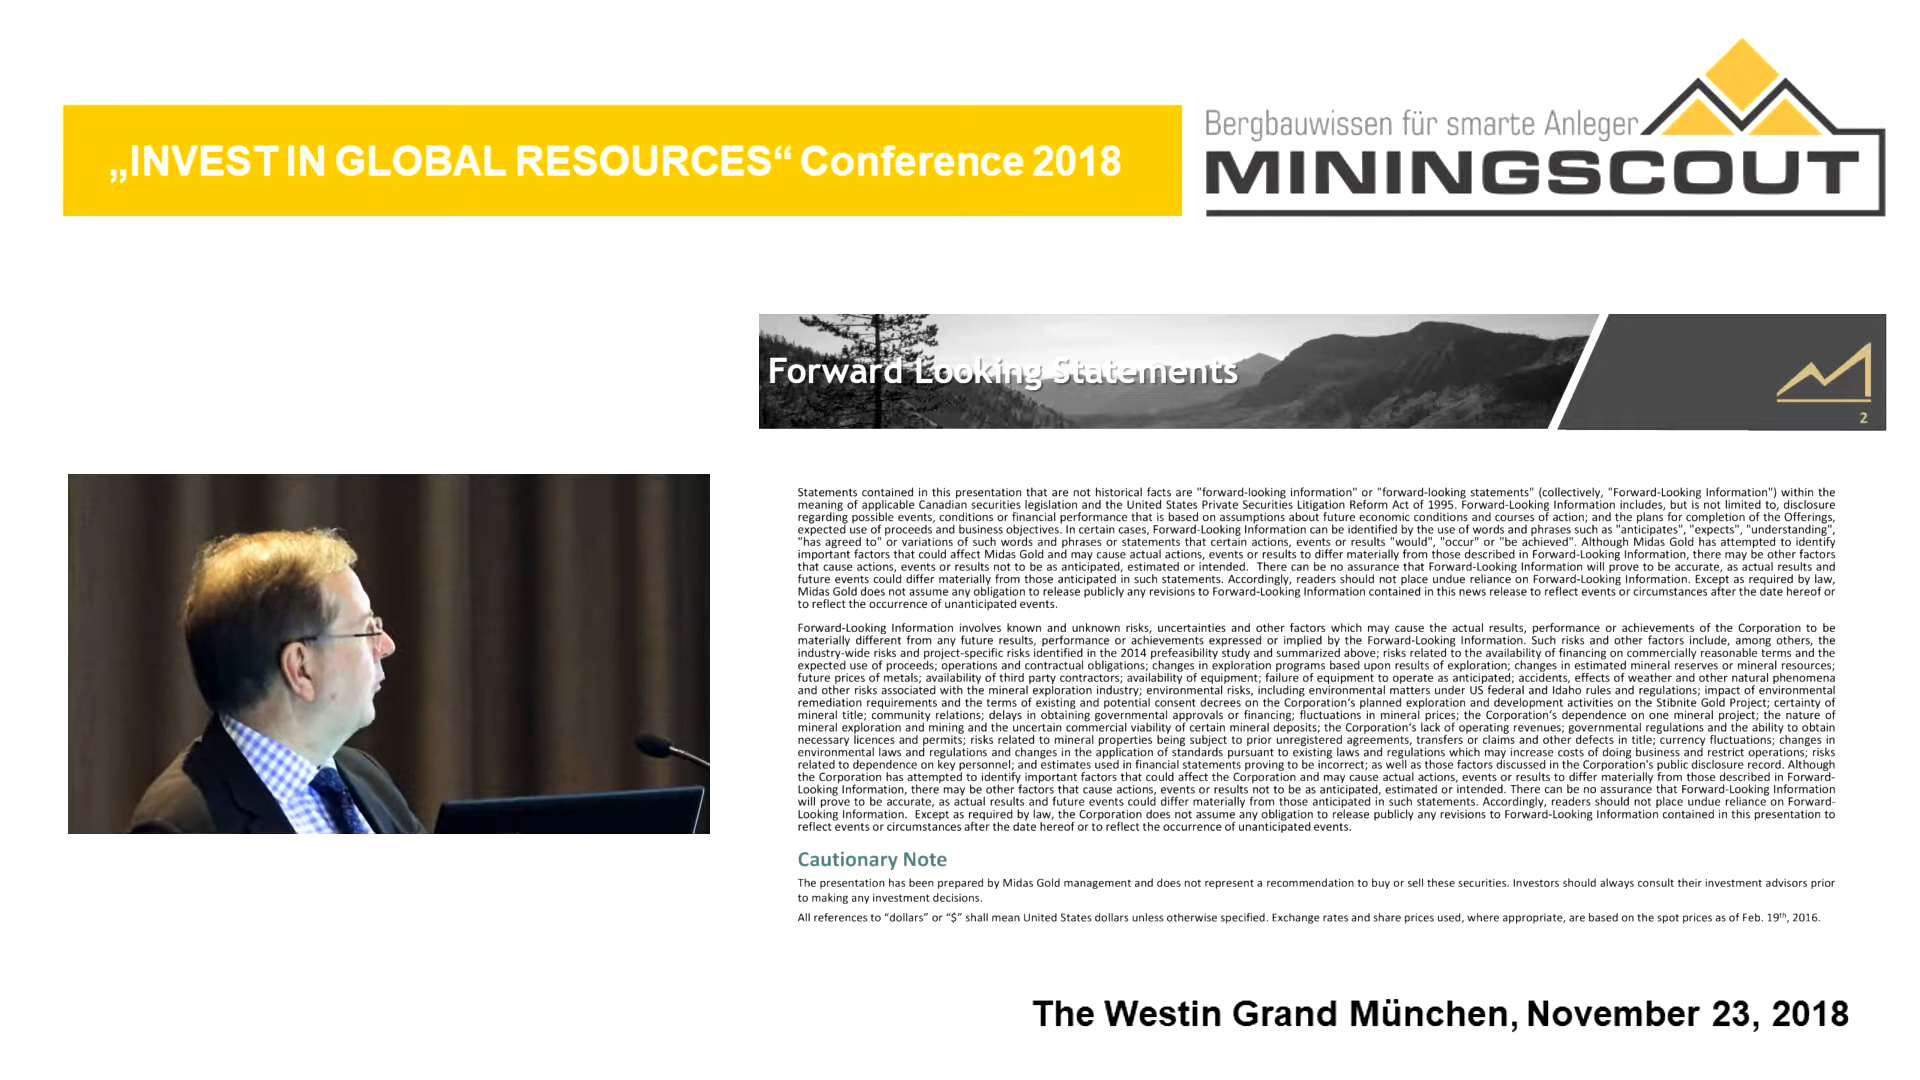 „INVEST IN GLOBAL RESOURCES“ Conference 2018
Bergbauwissen für smarte Anleger
MININGSCOUT
Forward Looking Statements
2
Statements contained in this presentation that are not historical facts are "forward-looking information" or "forward-looking statements" (collectively, "Forward-Looking Information") within the
meaning of applicable Canadian securities legislation and the United States Private Securities Litigation Reform Act of 1995. Forward-Looking Information includes, but is not limited to, disclosure
regarding possible events, conditions or financial performance that is based on assumptions about future economic conditions and courses of action; and the plans for completion of the Offerings,
expected use of proceeds and business objectives. In certain cases, Forward-Looking Information can be identified by the use of words and phrases such as "anticipates", "expects", "understanding",
"has agreed to" or variations of such words and phrases or statements that certain actions, events or results "would", "occur" or "be achieved". Although Midas Gold has attempted to identify
important factors that could affect Midas Gold and may cause actual actions, events or results to differ materially from those described in Forward-Looking Information, there may be other factors
that cause actions, events or results not to be as anticipated, estimated or intended. There can be no assurance that Forward-Looking Information will prove to be accurate, as actual results and
future events could differ materially from those anticipated in such statements. Accordingly, readers should not place undue reliance on Forward-Looking Information. Except as required by law,
Midas Gold does not assume any obligation to release publicly any revisions to Forward-Looking Information contained in this news release to reflect events or circumstances after the date hereof or
to reflect the occurrence of unanticipated events.
Forward-Looking Information involves known and unknown risks, uncertainties and other factors which may cause the actual results, performance or achievements of the Corporation to be
materially different from any future results, performance or achievements expressed or implied by the Forward-Looking Information. Such risks and other factors include, among others, the
industry-wide risks and project-specific risks identified in the 2014 prefeasibility study and summarized above; risks related to the availability of financing on commercially reasonable terms and the
expected use of proceeds; operations and contractual obligations; changes in exploration programs based upon results of exploration; changes in estimated mineral reserves or mineral resources;
future prices of metals; availability of third party contractors; availability of equipment; failure of equipment to operate as anticipated; accidents, effects of weather and other natural phenomena
and other risks associated with the mineral exploration industry; environmental risks, including environmental matters under US federal and Idaho rules and regulations; impact of environmental
remediation requirements and the terms of existing and potential consent decrees on the Corporation's planned exploration and development activities on the Stibnite Gold Project; certainty of
mineral title; community relations; delays in obtaining governmental approvals or financing; fluctuations in mineral prices; the Corporation's dependence on one mineral project; the nature of
mineral exploration and mining and the uncertain commercial viability of certain mineral deposits; the Corporation's lack of operating revenues; governmental regulations and the ability to obtain
necessary licences and permits; risks related to mineral properties being subject to prior unregistered agreements, transfers or claims and other defects in title; currency fluctuations; changes in
environmental laws and regulations and changes in the application of standards pursuant to existing laws and regulations which may increase costs of doing business and restrict operations; risks
related to dependence on key personnel; and estimates used in financial statements proving to be incorrect; as well as those factors discussed in the Corporation's public disclosure record. Although
the Corporation has attempted to identify important factors that could affect the Corporation and may cause actual actions, events or results to differ materially from those described in Forward-
Looking Information, there may be other factors that cause actions, events or results not to be as anticipated, estimated or intended. There can be no assurance that Forward-Looking Information
will prove to be accurate, as actual results and future events could differ materially from those anticipated in such statements. Accordingly, readers should not place undue reliance on Forward-
Looking Information. Except as required by law, the Corporation does not assume any obligation to release publicly any revisions to Forward-Looking Information contained in this presentation to
reflect events or circumstances after the date hereof or to reflect the occurrence of unanticipated events.
Cautionary Note
The presentation has been prepared by Midas Gold management and does not represent a recommendation to buy or sell these securities. Investors should always consult their investment advisors prior
to making any investment decisions.
All references to “dollars” or “$” shall mean United States dollars unless otherwise specified. Exchange rates and share prices used, where appropriate, are based on the spot prices as of Feb. 19th, 2016.
The Westin Grand München, November 23, 2018